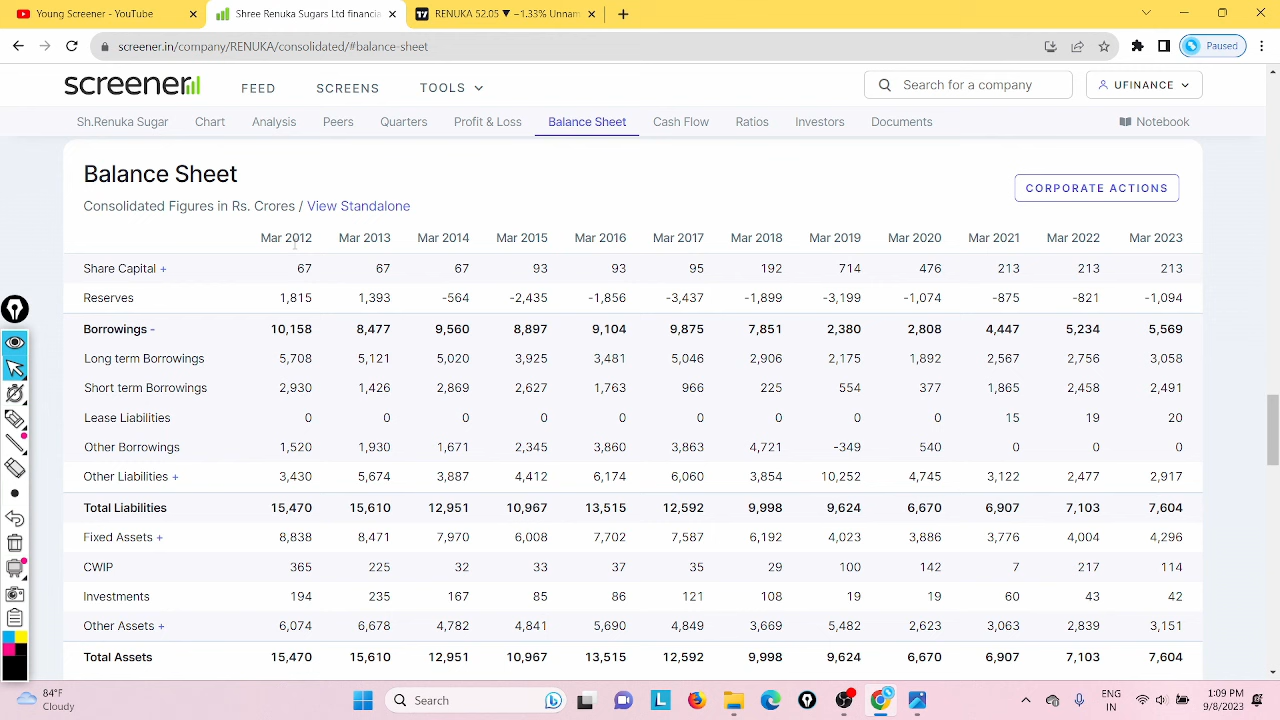 Young Screener - YouTube
Shree Renuka Sugars Ltd financia
RENUKA 52.05 ▼ −1.33% Unnam
screener.in/company/RENUKA/consolidated/#balance-sheet
Paused
screener
FEED
SCREENS
TOOLS
Search for a company
UFINANCE
Sh.Renuka Sugar
Chart
Analysis
Peers
Quarters
Profit & Loss
Balance Sheet
Cash Flow
Ratios
Investors
Documents
Notebook
Balance Sheet
Consolidated Figures in Rs. Crores / View Standalone
CORPORATE ACTIONS
Mar 2012 Mar 2013 Mar 2014 Mar 2015 Mar 2016 Mar 2017 Mar 2018 Mar 2019 Mar 2020 Mar 2021 Mar 2022 Mar 2023
Share Capital + 67 67 67 93 93 95 192 714 476 213 213 213
Reserves 1,815 1,393 -564 -2,435 -1,856 -3,437 -1,899 -3,199 -1,074 -875 -821 -1,094
Borrowings - 10,158 8,477 9,560 8,897 9,104 9,875 7,851 2,380 2,808 4,447 5,234 5,569
Long term Borrowings 5,708 5,121 5,020 3,925 3,481 5,046 2,906 2,175 1,892 2,567 2,756 3,058
Short term Borrowings 2,930 1,426 2,869 2,627 1,763 966 225 554 377 1,865 2,458 2,491
Lease Liabilities 0 0 0 0 0 0 0 0 0 15 19 20
Other Borrowings 1,520 1,930 1,671 2,345 3,860 3,863 4,721 -349 540 0 0 0
Other Liabilities + 3,430 5,674 3,887 4,412 6,174 6,060 3,854 10,252 4,745 3,122 2,477 2,917
Total Liabilities 15,470 15,610 12,951 10,967 13,515 12,592 9,998 9,624 6,670 6,907 7,103 7,604
Fixed Assets + 8,838 8,471 7,970 6,008 7,702 7,587 6,192 4,023 3,886 3,776 4,004 4,296
CWIP 365 225 32 33 37 35 29 100 142 7 217 114
Investments 194 235 167 85 86 121 108 19 19 60 43 42
Other Assets + 6,074 6,678 4,782 4,841 5,690 4,849 3,669 5,482 2,623 3,063 2,839 3,151
Total Assets 15,470 15,610 12,951 10,967 13,515 12,592 9,998 9,624 6,670 6,907 7,103 7,604
84°F
Cloudy
Search
ENG
IN
1:09 PM
9/8/2023